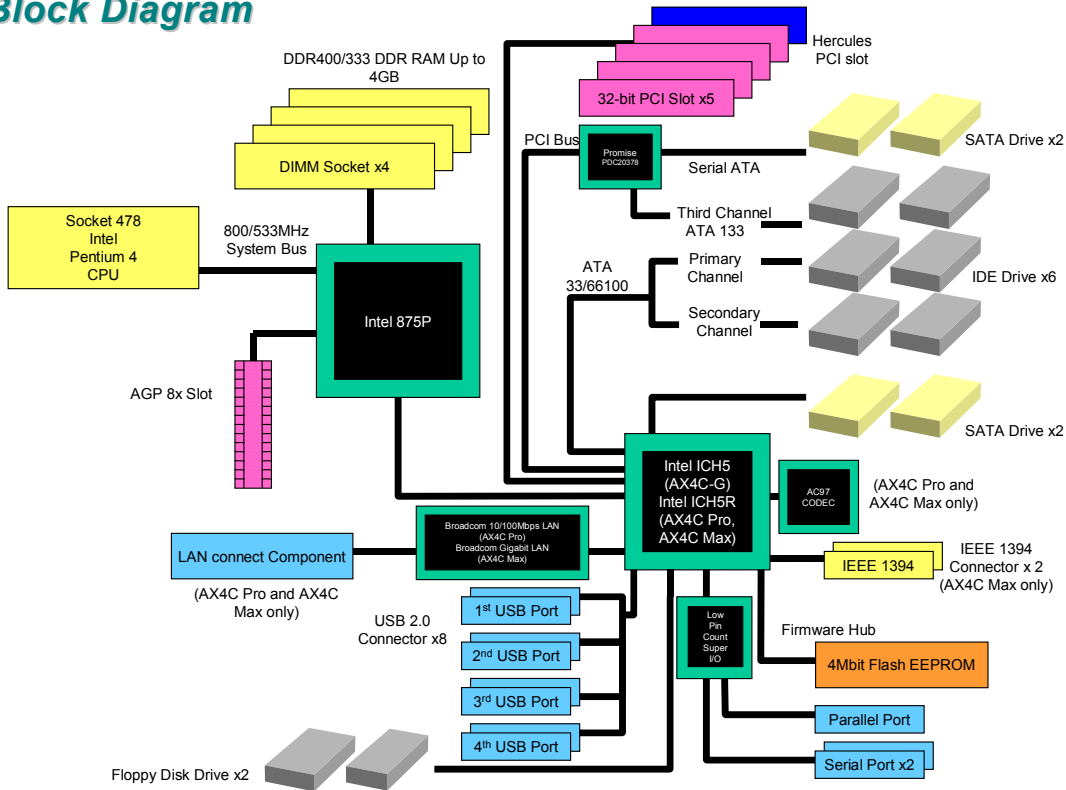 Block Diagram
DDR400/333 DDR RAM Up to
4GB
DIMM Socket x4
Hercules
PCI slot
32-bit PCI Slot x5
PCI Bus
Promise
PDC20378
Serial ATA
SATA Drive x2
Third Channel
ATA 133
Socket 478
Intel
Pentium 4
CPU
800/533MHz
System Bus
Intel 875P
ATA
33/66100
Primary
Channel
IDE Drive x6
Secondary
Channel
AGP 8x Slot
SATA Drive x2
Intel ICH5
(AX4C-G)
Intel ICH5R
(AX4C Pro,
AX4C Max)
AC97
CODEC
(AX4C Pro and
AX4C Max only)
Broadcom 10/100Mbps LAN
(AX4C Pro)
Broadcom Gigabit LAN
(AX4C Max)
LAN connect Component
(AX4C Pro and AX4C
Max only)
IEEE 1394
IEEE 1394
Connector x 2
(AX4C Max only)
USB 2.0
Connector x8
1st USB Port
2nd USB Port
3rd USB Port
4th USB Port
Low
Pin
Count
Super
I/O
Firmware Hub
4Mbit Flash EEPROM
Parallel Port
Serial Port x2
Floppy Disk Drive x2